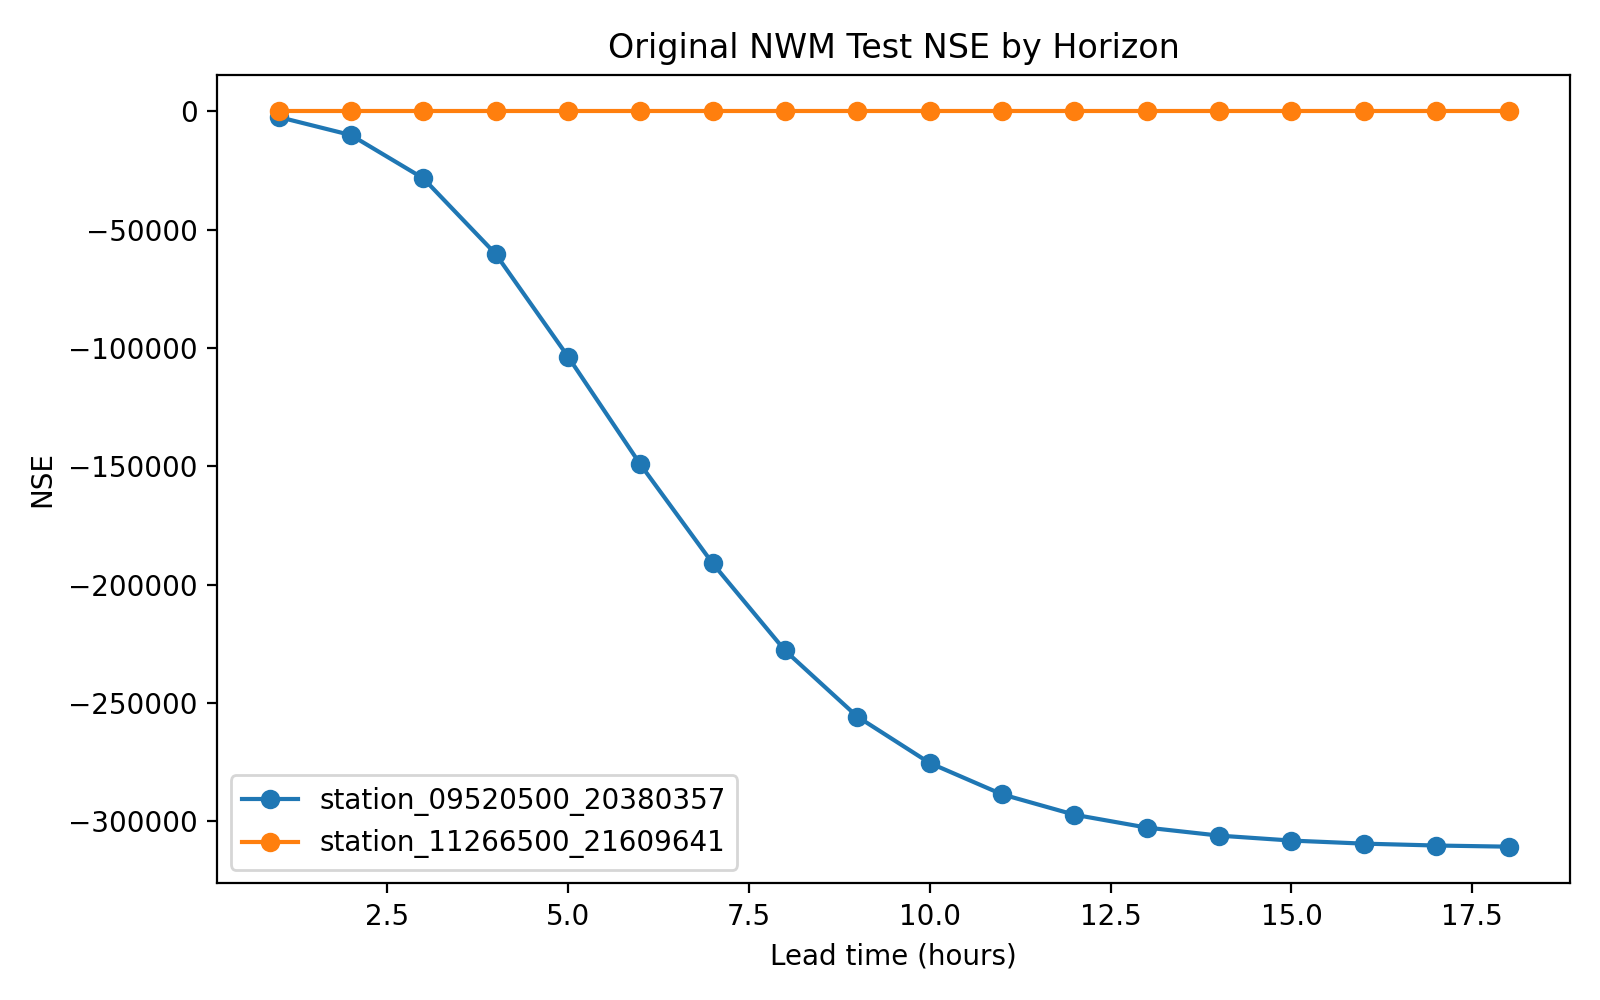 Original NWM Test NSE by Horizon
0
−50000
−100000
−150000
−200000
−250000
−300000
NSE
station_09520500_20380357
station_11266500_21609641
2.5 5.0 7.5 10.0 12.5 15.0 17.5
Lead time (hours)